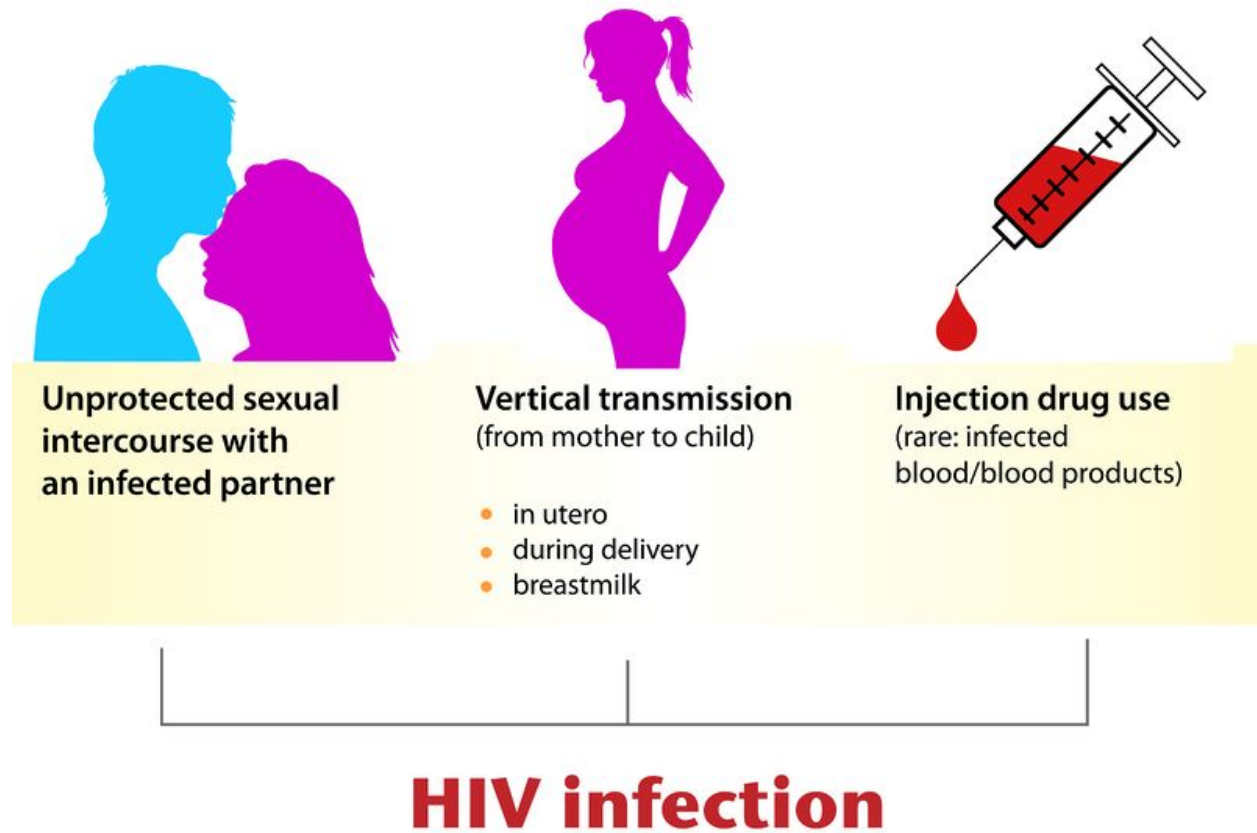 Unprotected sexual
intercourse with
an infected partner
Vertical transmission
(from mother to child)
in utero
during delivery
breastmilk
Injection drug use
(rare: infected
blood/blood products)
HIV infection